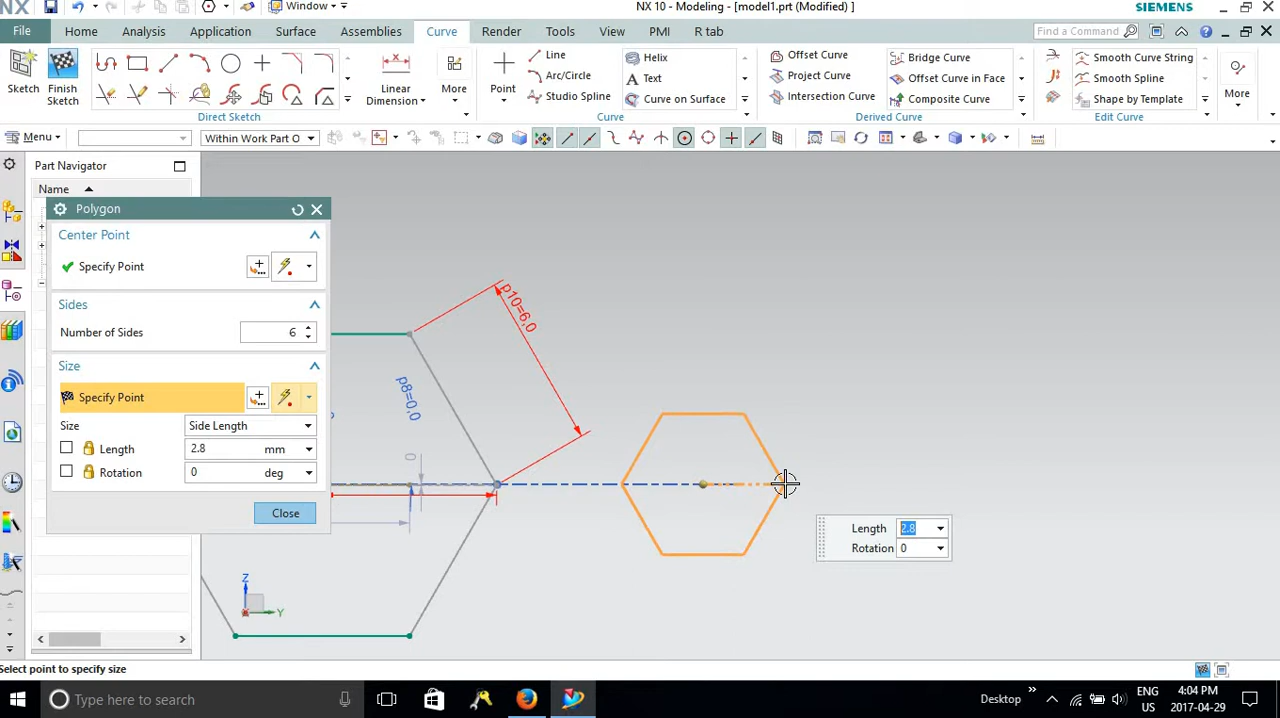 NX
Window
NX 10 - Modeling - [model1.prt (Modified) ]
SIEMENS
File
Home
Analysis
Application
Surface
Curve
Assemblies
Render
Tools
View
PMI
R tab
Find a Command
Sketch
Finish
Sketch
Linear
Dimension
More
Direct Sketch
Point
Line
Arc/Circle
Studio Spline
Helix
Text
Curve on Surface
Curve
Offset Curve
Project Curve
Intersection Curve
Bridge Curve
Offset Curve in Face
Composite Curve
Derived Curve
Smooth Curve String
Smooth Spline
Shape by Template
Edit Curve
More
Menu
Within Work Part O
Part Navigator
Name
Polygon
Center Point
Specify Point
Sides
Number of Sides
6
Size
Specify Point
Size
Side Length
Length
2.8
mm
Rotation
0
deg
Close
p10=6,0
p8=0,0
0
Length
2.8
Rotation
0
Z
Y
Select point to specify size
Type here to search
Desktop
ENG
US
4:04 PM
2017-04-29